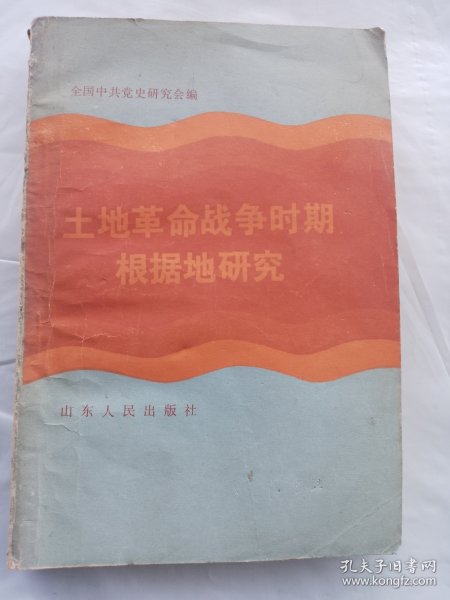 全国中共党史研究会编
土地革命战争时期
根据地研究
山东人民出版社
孔夫子旧书网
www.kongfz.com